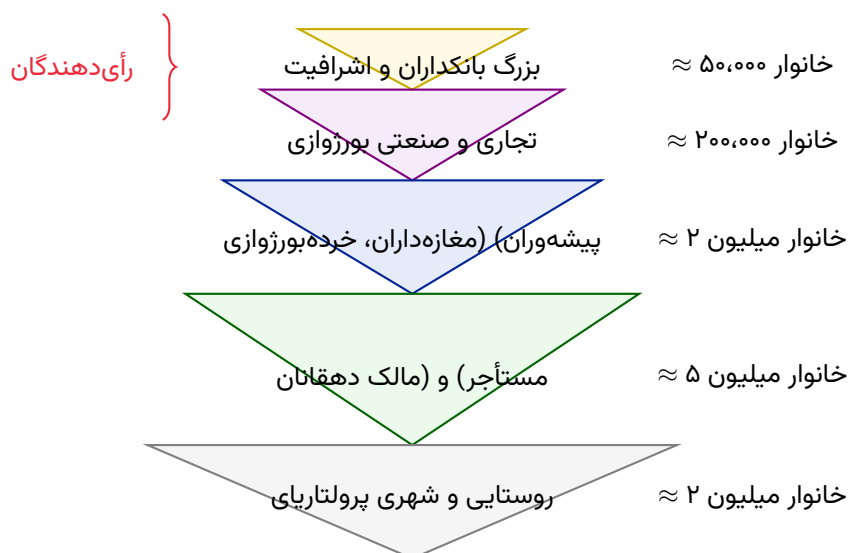 خانوار ۵۰،۰۰۰ ≈
بزرگ بانکداران و اشرافیت
رأی‌دهندگان
خانوار ۲۰۰،۰۰۰ ≈
تجاری و صنعتی بورژوازی
خانوار میلیون ۲ ≈
پیشه‌وران) (مغازه‌داران، خرده‌بورژوازی
خانوار میلیون ۵ ≈
مستأجر) و (مالک دهقانان
خانوار میلیون ۲ ≈
روستایی و شهری پرولتاریای